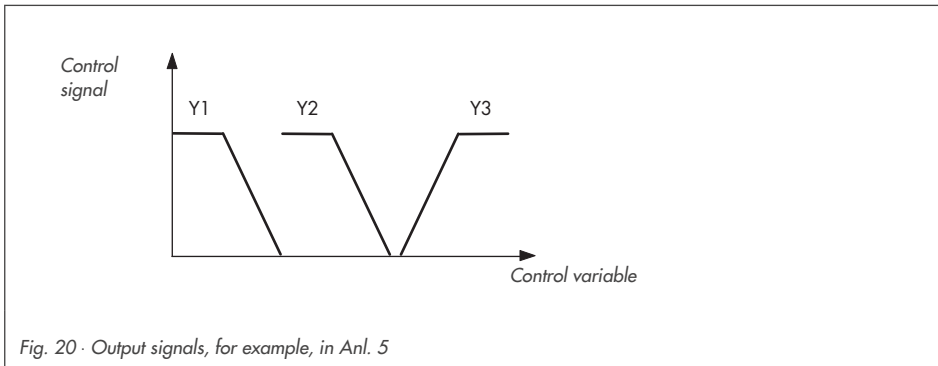 Control
signal
Y1
Y2
Y3
Control variable
Fig. 20 · Output signals, for example, in Anl. 5